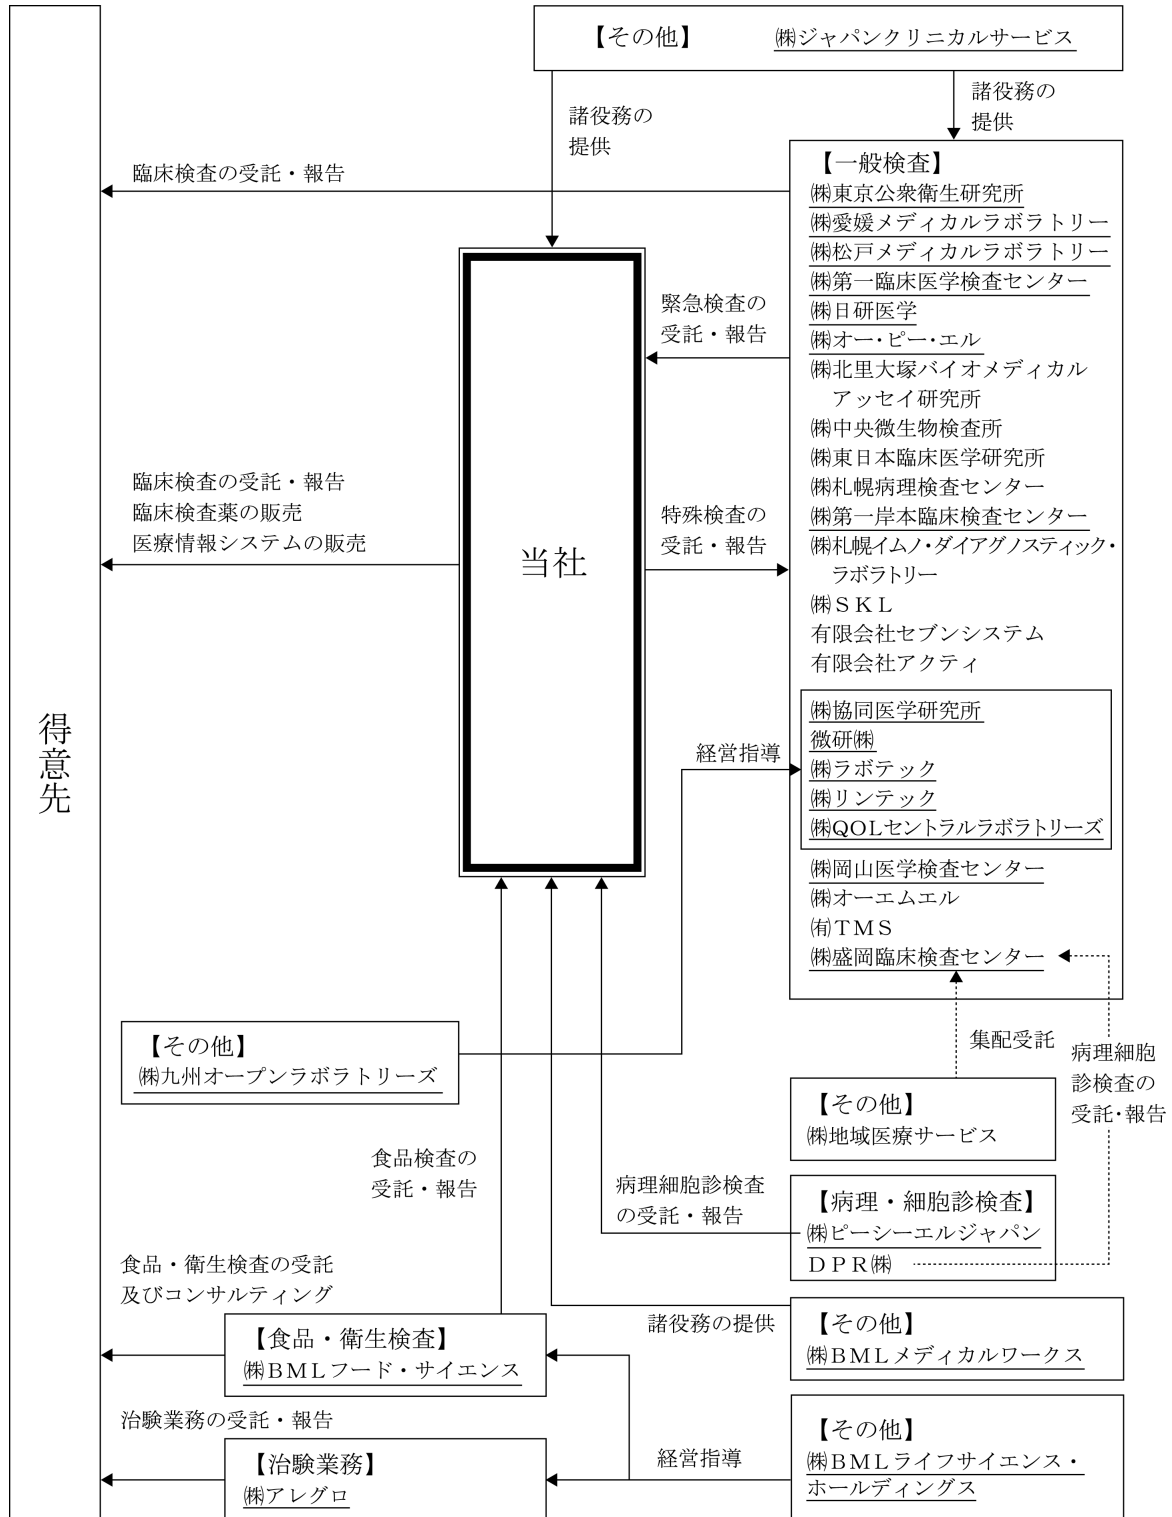 【その他】 ㈱ジャパンクリニカルサービス
諸役務の
提供
諸役務の
提供
臨床検査の受託・報告
【一般検査】
㈱東京公衆衛生研究所
㈱愛媛メディカルラボラトリー
㈱松戸メディカルラボラトリー
㈱第一臨床医学検査センター
㈱日研医学
㈱オー・ピー・エル
㈱北里大塚バイオメディカル
アッセイ研究所
㈱中央微生物検査所
㈱東日本臨床医学研究所
㈱札幌病理検査センター
㈱第一岸本臨床検査センター
㈱札幌イムノ・ダイアグノスティック・
ラボラトリー
㈱ＳＫＬ
有限会社セブンシステム
有限会社アクティ
㈱協同医学研究所
微研㈱
㈱ラボテック
㈱リンテック
㈱QOLセントラルラボラトリーズ
㈱岡山医学検査センター
㈱オーエムエル
㈲ＴＭＳ
㈱盛岡臨床検査センター
緊急検査の
受託・報告
特殊検査の
受託・報告
臨床検査の受託・報告
臨床検査薬の販売
医療情報システムの販売
当社
得意先
経営指導
【その他】
㈱九州オープンラボラトリーズ
集配受託
病理細胞
診検査の
受託・報告
【その他】
㈱地域医療サービス
食品検査の
受託・報告
病理細胞診検査
の受託・報告
【病理・細胞診検査】
㈱ピーシーエルジャパン
ＤＰＲ㈱
食品・衛生検査の受託
及びコンサルティング
諸役務の提供
【その他】
㈱ＢＭＬメディカルワークス
【食品・衛生検査】
㈱ＢＭＬフード・サイエンス
治験業務の受託・報告
【治験業務】
㈱アレグロ
経営指導
【その他】
㈱ＢＭＬライフサイエンス・
ホールディングス